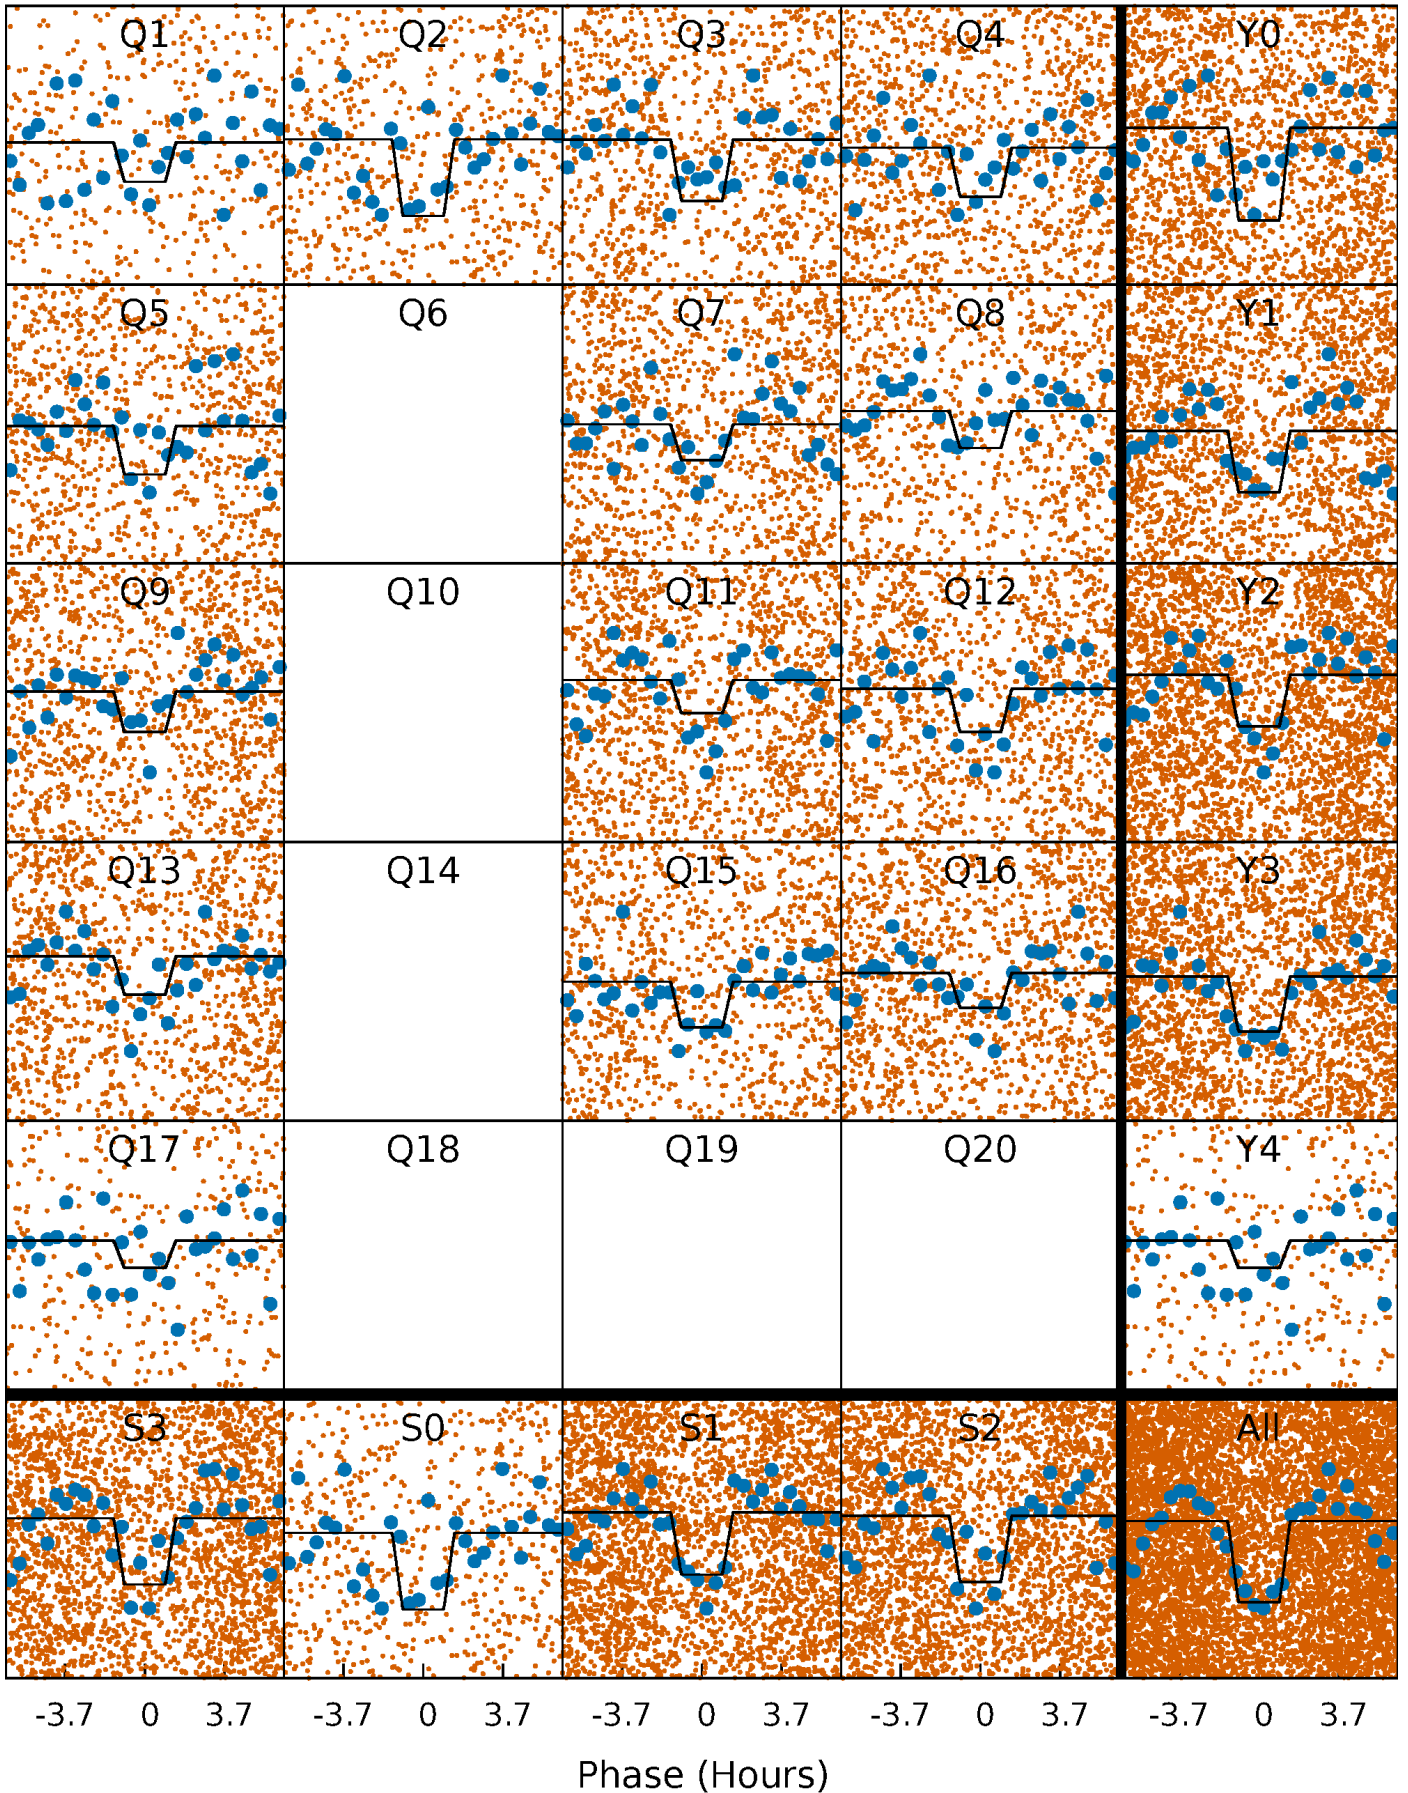 Q1 Q2 Q3 Q4 Y0
Q5 Q6 Q7 Q8 Y1
Q9 Q10 Q11 Q12 Y2
Q13 Q14 Q15 Q16 Y3
Q17 Q18 Q19 Q20 Y4
S3 S0 S1 S2 All
-3.7 0 3.7 -3.7 0 3.7 -3.7 0 3.7 -3.7 0 3.7 -3.7 0 3.7
Phase (Hours)